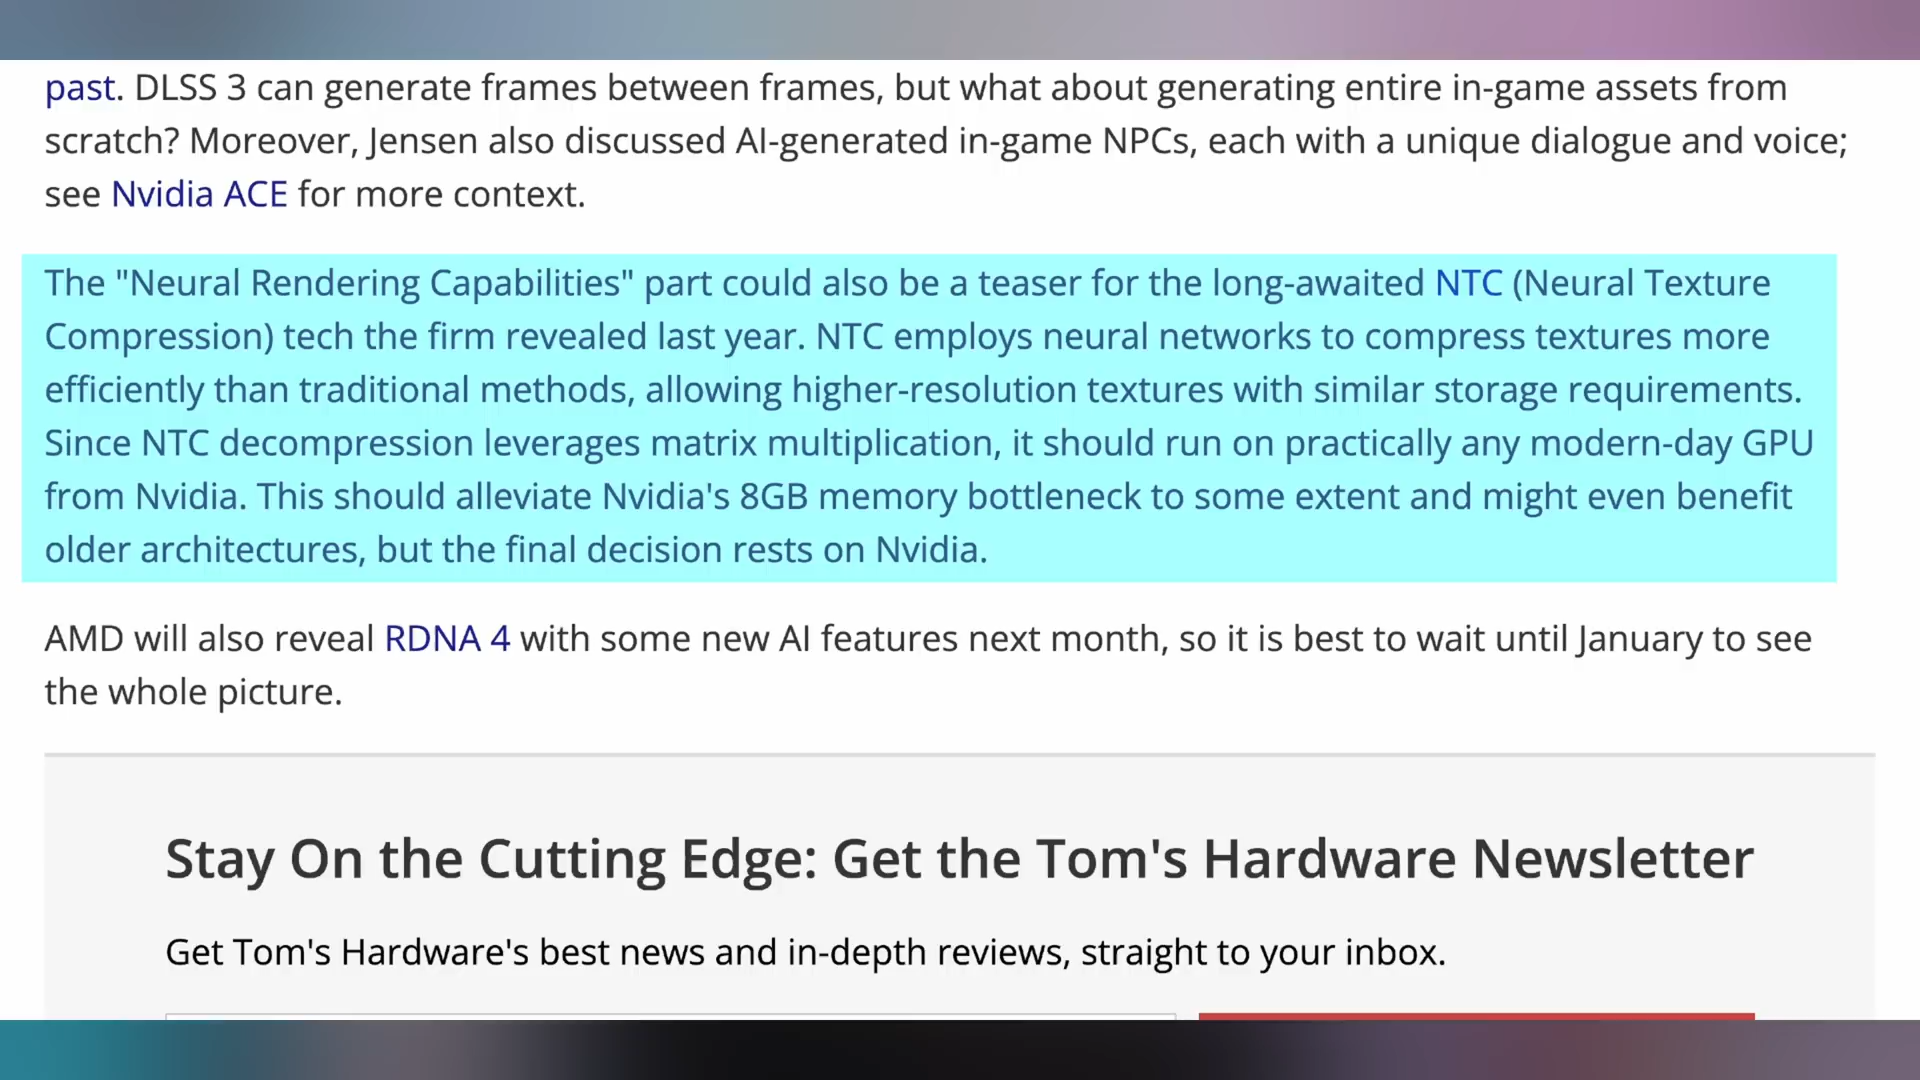 past. DLSS 3 can generate frames between frames, but what about generating entire in-game assets from
scratch? Moreover, Jensen also discussed AI-generated in-game NPCs, each with a unique dialogue and voice;
see Nvidia ACE for more context.
The "Neural Rendering Capabilities" part could also be a teaser for the long-awaited NTC (Neural Texture
Compression) tech the firm revealed last year. NTC employs neural networks to compress textures more
efficiently than traditional methods, allowing higher-resolution textures with similar storage requirements.
Since NTC decompression leverages matrix multiplication, it should run on practically any modern-day GPU
from Nvidia. This should alleviate Nvidia's 8GB memory bottleneck to some extent and might even benefit
older architectures, but the final decision rests on Nvidia.
AMD will also reveal RDNA 4 with some new AI features next month, so it is best to wait until January to see
the whole picture.
Stay On the Cutting Edge: Get the Tom's Hardware Newsletter
Get Tom's Hardware's best news and in-depth reviews, straight to your inbox.